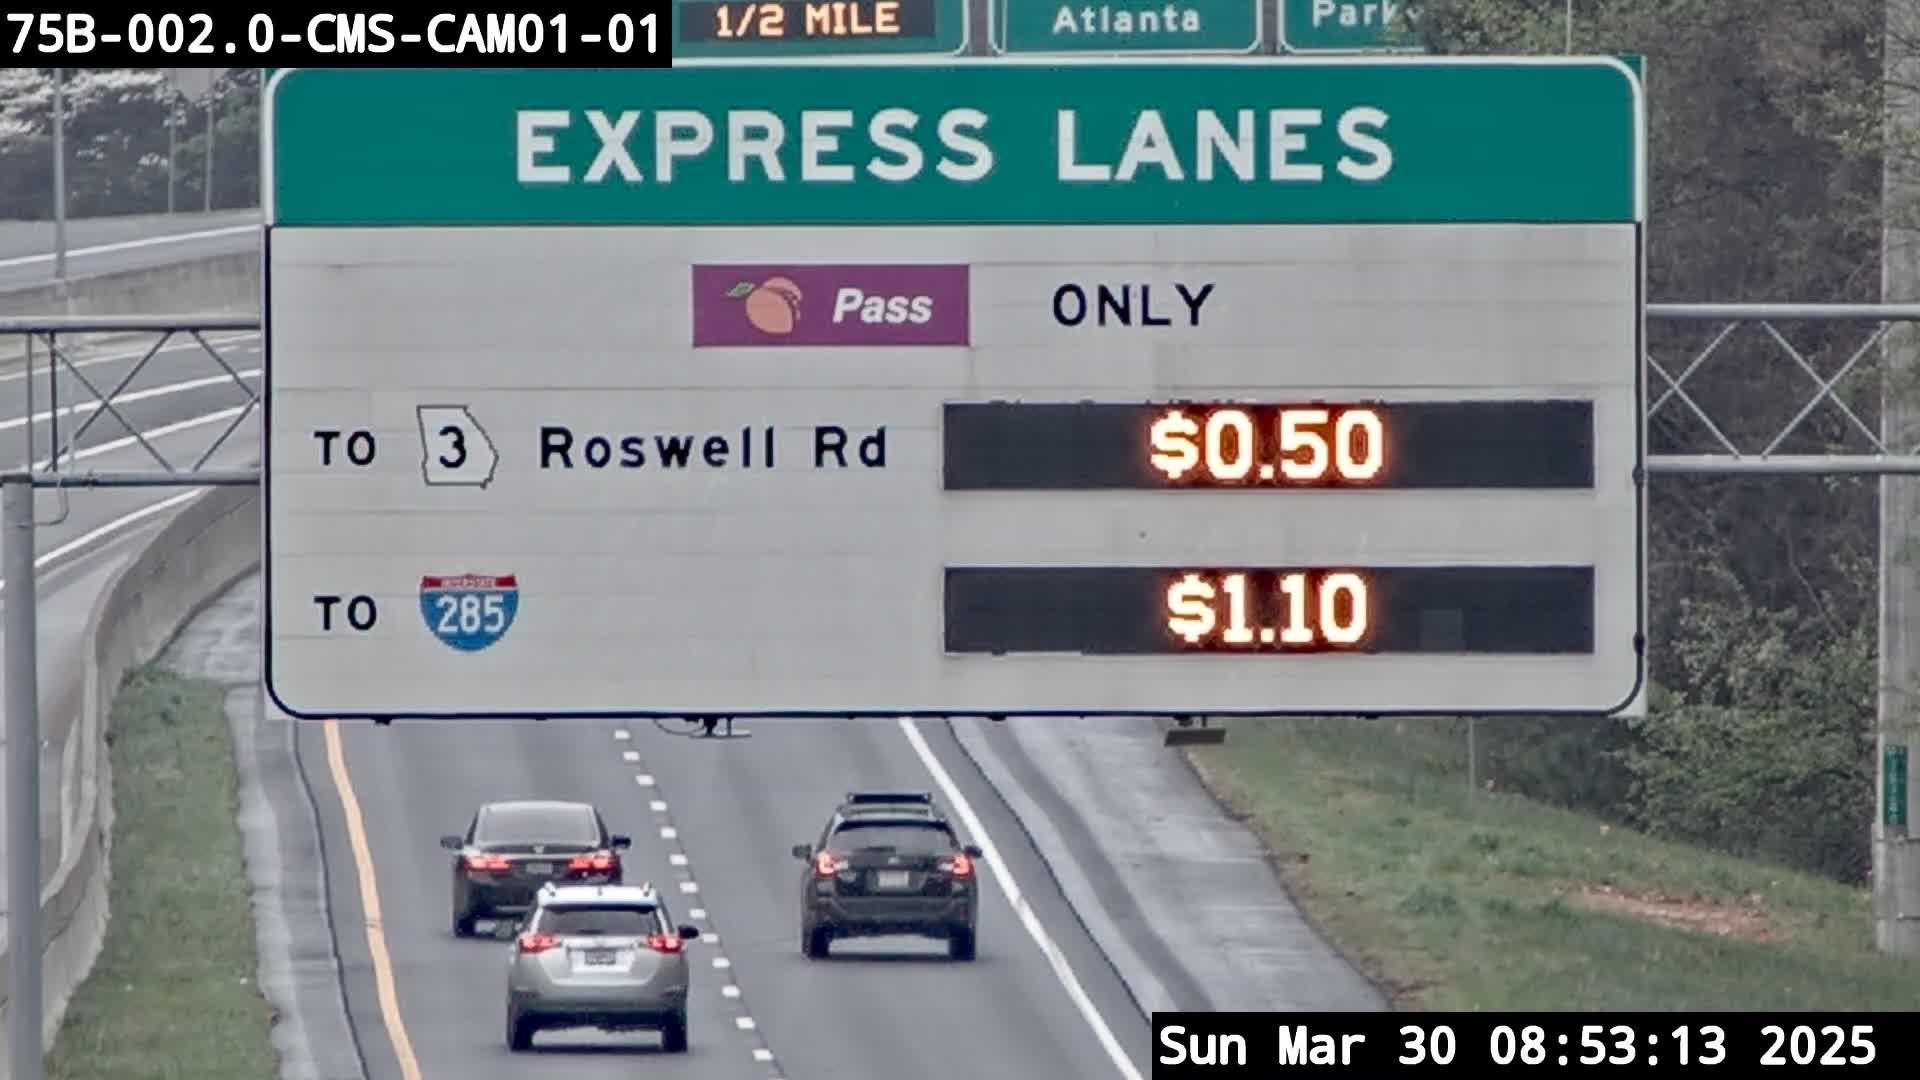 75B-002.0-CMS-CAM01-01
1/2 MILE
Atlanta
EXPRESS LANES
Pass ONLY
TO 3 Roswell Rd $0.50
TO INTERSTATE 285 $1.10
Sun Mar 30 08:53:13 2025